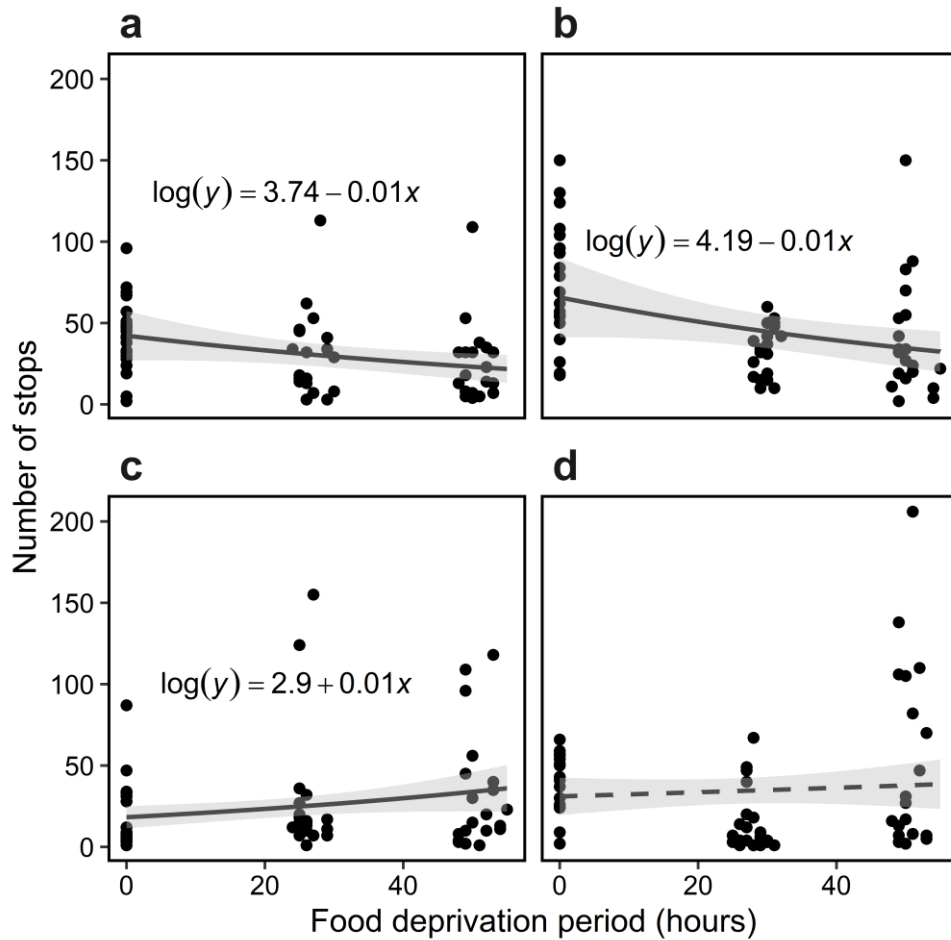 a
b
Number of stops
200
150
100
50
0
log(y) = 3.74 − 0.01x
log(y) = 4.19 − 0.01x
c
d
200
150
100
50
0
log(y) = 2.9 + 0.01x
0
20
40
0
20
40
Food deprivation period (hours)